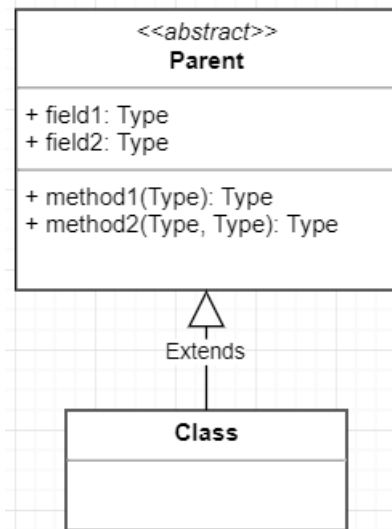 <<abstract>>
Parent
+ field1: Type
+ field2: Type
+ method1(Type): Type
+ method2(Type, Type): Type
Extends
Class